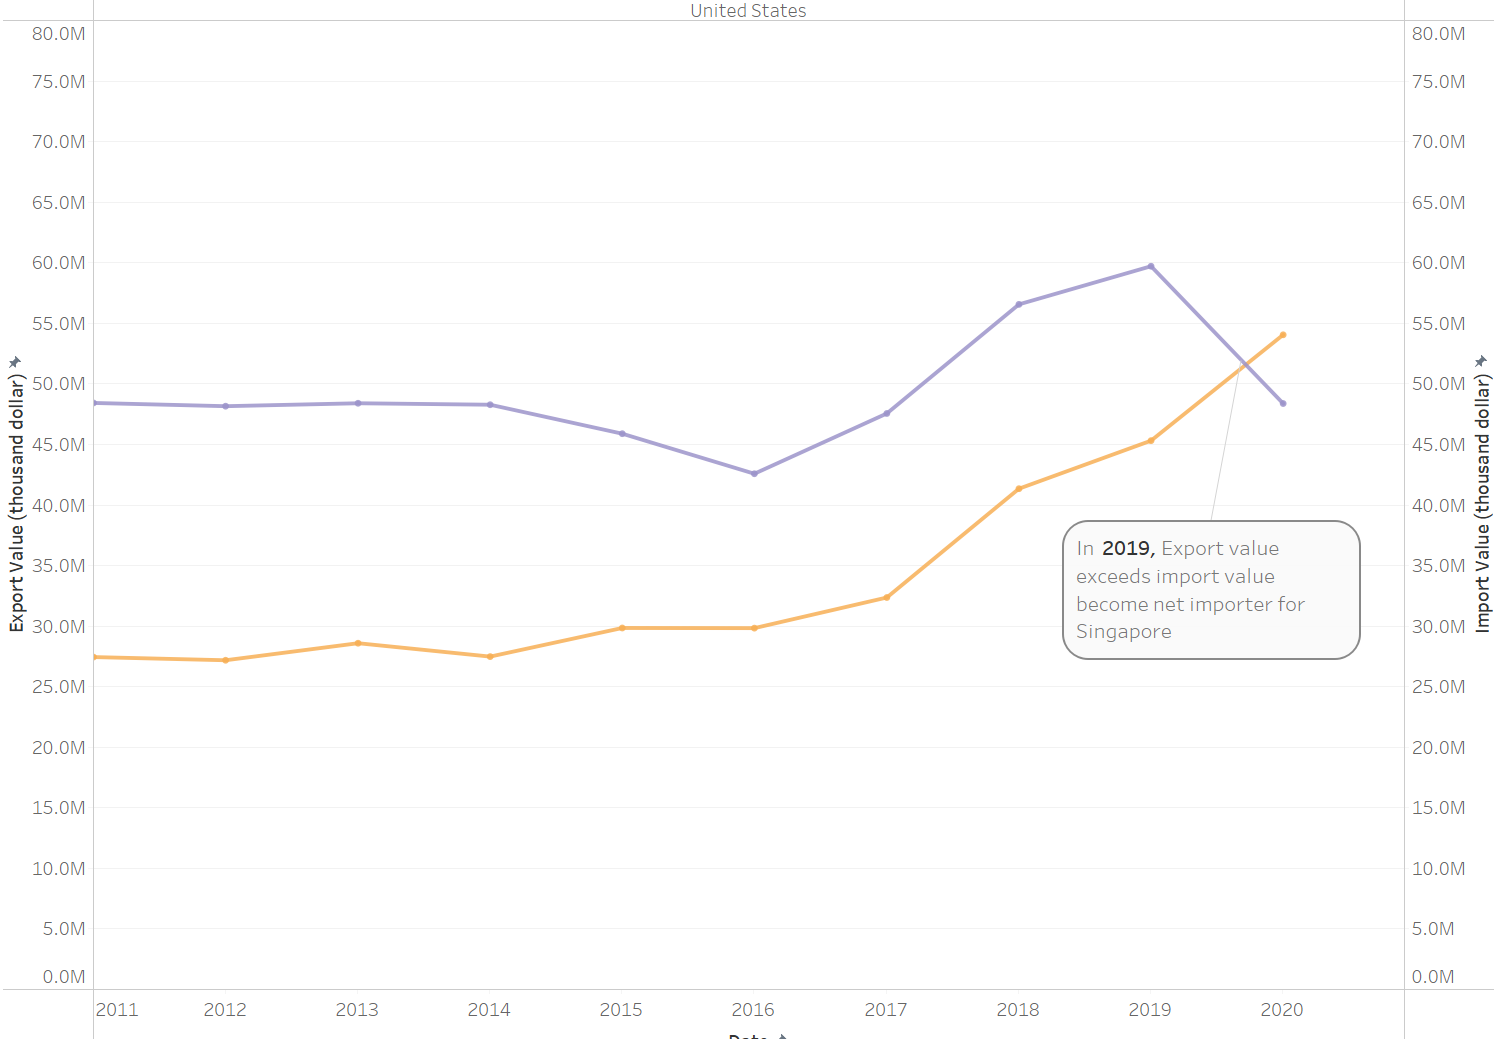 United States
80.0M
75.0M
70.0M
65.0M
60.0M
55.0M
50.0M
45.0M
40.0M
35.0M
30.0M
25.0M
20.0M
15.0M
10.0M
5.0M
0.0M
Export Value (thousand dollar)
80.0M
75.0M
70.0M
65.0M
60.0M
55.0M
50.0M
45.0M
40.0M
35.0M
30.0M
25.0M
20.0M
15.0M
10.0M
5.0M
0.0M
Import Value (thousand dollar)
In 2019, Export value
exceeds import value
become net importer for
Singapore
2011 2012 2013 2014 2015 2016 2017 2018 2019 2020